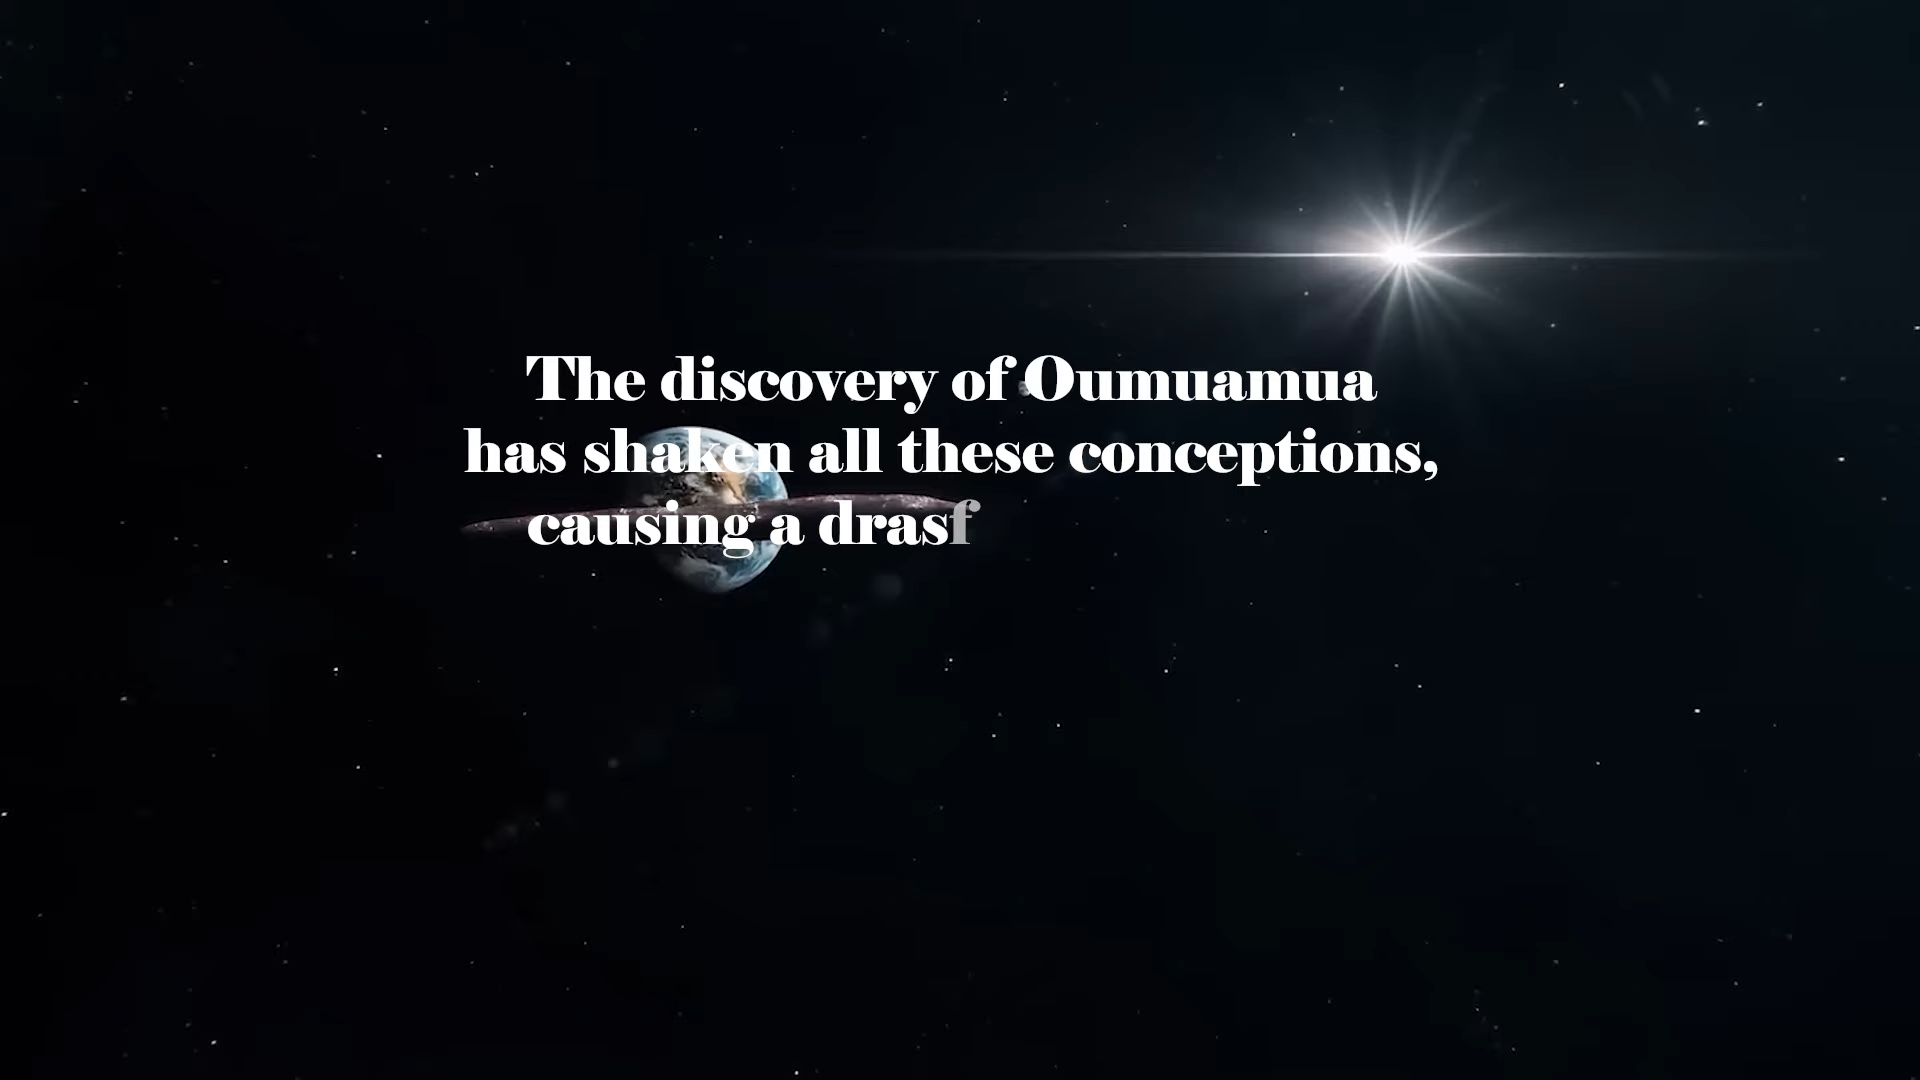 The discovery of Oumuamua
has shaken all these conceptions,
causing a drasf